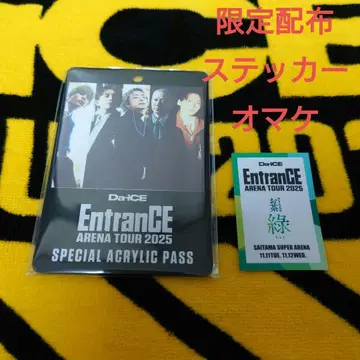 限定配布
ステッカー
オマケ
Da-iCE
EntranCE
ARENA TOUR 2025
SPECIAL ACRYLIC PASS
Da-iCE
EntranCE
ARENA TOUR 2025
緑
SAITAMA SUPER ARENA
11.11TUE, 11.12WED.